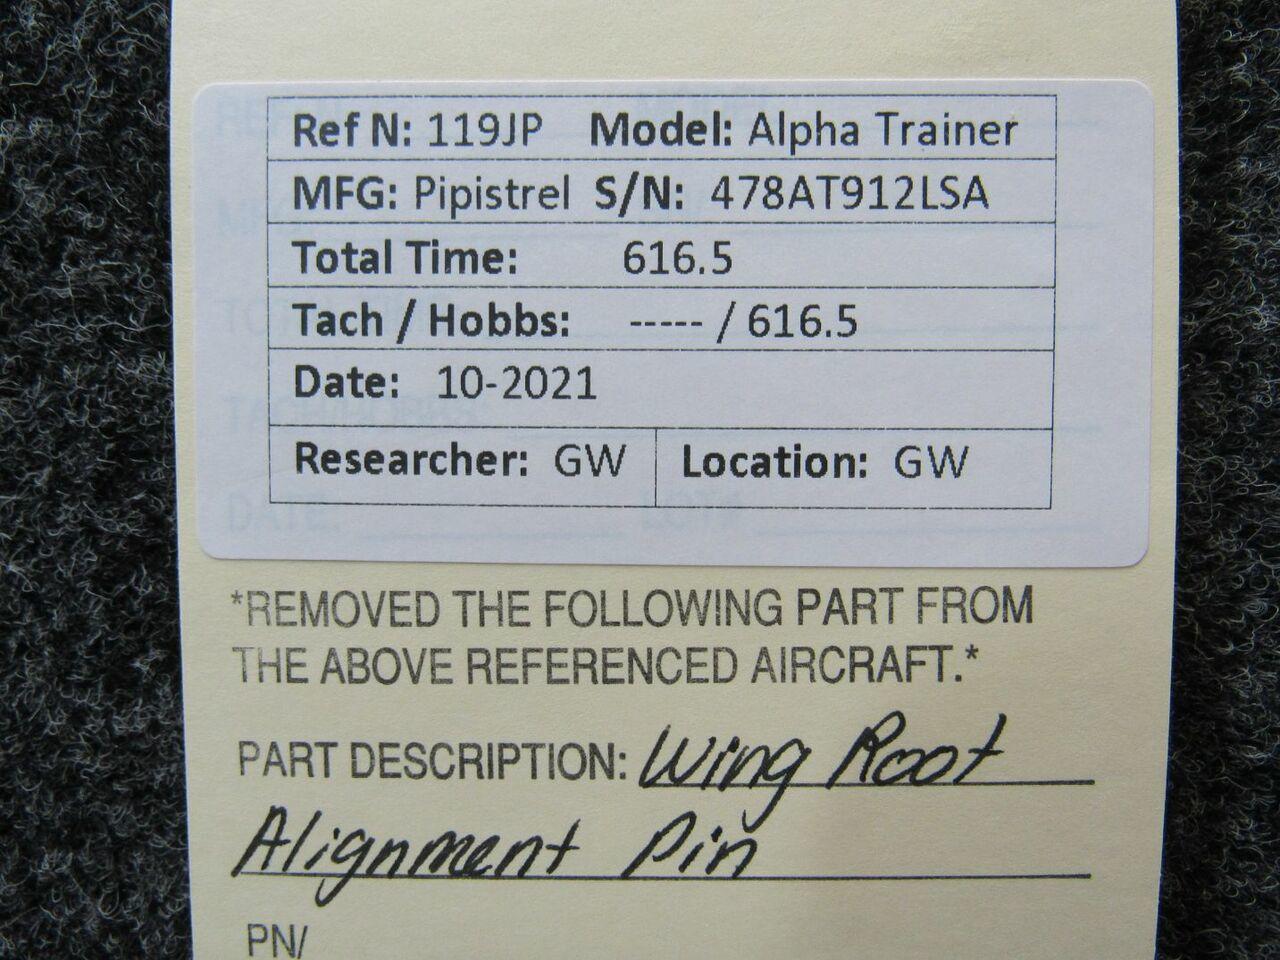 Ref N: 119JP Model: Alpha Trainer
MFG: Pipistrel S/N: 478AT912LSA
Total Time: 616.5
Tach / Hobbs: ----- / 616.5
Date: 10-2021
Researcher: GW Location: GW
DATE: LOT#
*REMOVED THE FOLLOWING PART FROM
THE ABOVE REFERENCED AIRCRAFT.*
PART DESCRIPTION: Wing Root
Alignment Pin
PN/